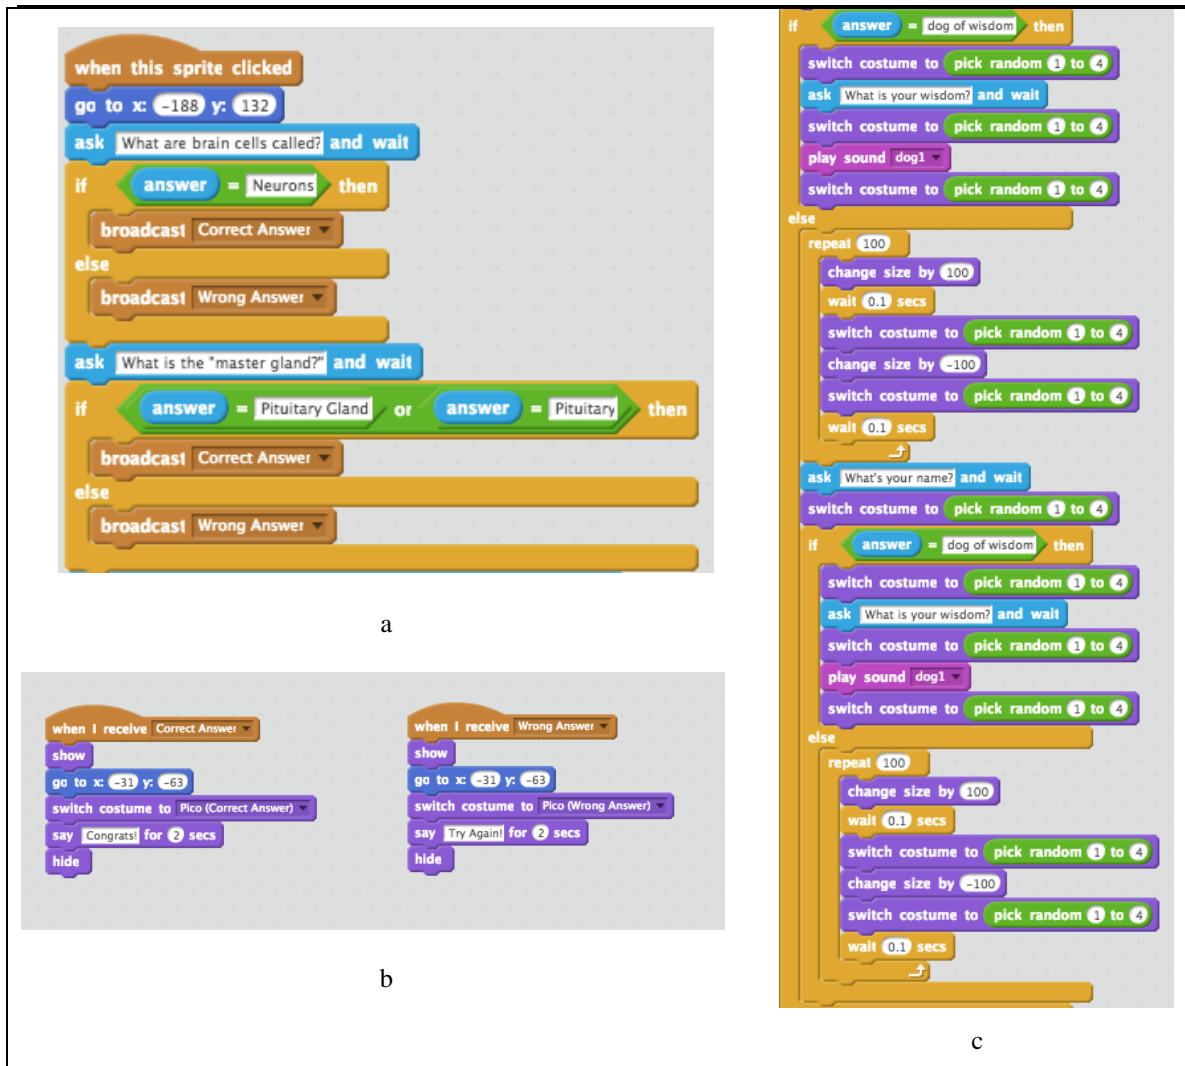 when this sprite clicked
go to x: -188 y: 132
ask What are brain cells called? and wait
if answer = Neurons then
broadcast Correct Answer
else
broadcast Wrong Answer
ask What is the "master gland?" and wait
if answer = Pituitary Gland or answer = Pituitary then
broadcast Correct Answer
else
broadcast Wrong Answer
a
when I receive Correct Answer
show
go to x: -31 y: -63
switch costume to Pico (Correct Answer)
say Congrats! for 2 secs
hide
when I receive Wrong Answer
show
go to x: -31 y: -63
switch costume to Pico (Wrong Answer)
say Try Again! for 2 secs
hide
b
if answer = dog of wisdom then
switch costume to pick random 1 to 4
ask What is your wisdom? and wait
switch costume to pick random 1 to 4
play sound dog1
switch costume to pick random 1 to 4
else
repeat 100
change size by 100
wait 0.1 secs
switch costume to pick random 1 to 4
change size by -100
switch costume to pick random 1 to 4
wait 0.1 secs
ask What's your name? and wait
switch costume to pick random 1 to 4
if answer = dog of wisdom then
switch costume to pick random 1 to 4
ask What is your wisdom? and wait
switch costume to pick random 1 to 4
play sound dog1
switch costume to pick random 1 to 4
else
repeat 100
change size by 100
wait 0.1 secs
switch costume to pick random 1 to 4
change size by -100
switch costume to pick random 1 to 4
wait 0.1 secs
c